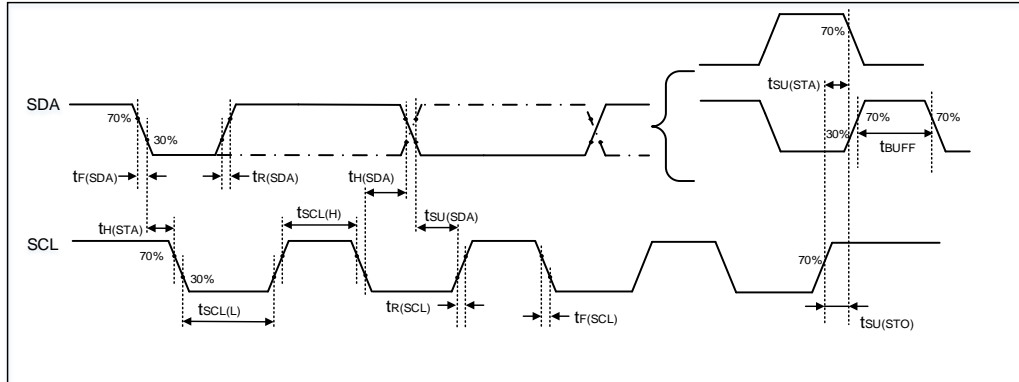 70%
tSU(STA)
SDA
70%
30%
30%
70%
70%
tBUFF
tF(SDA)
tR(SDA)
tH(SDA)
tH(STA)
tSCL(H)
tSU(SDA)
SCL
70%
30%
70%
tSCL(L)
tR(SCL)
tF(SCL)
tSU(STO)